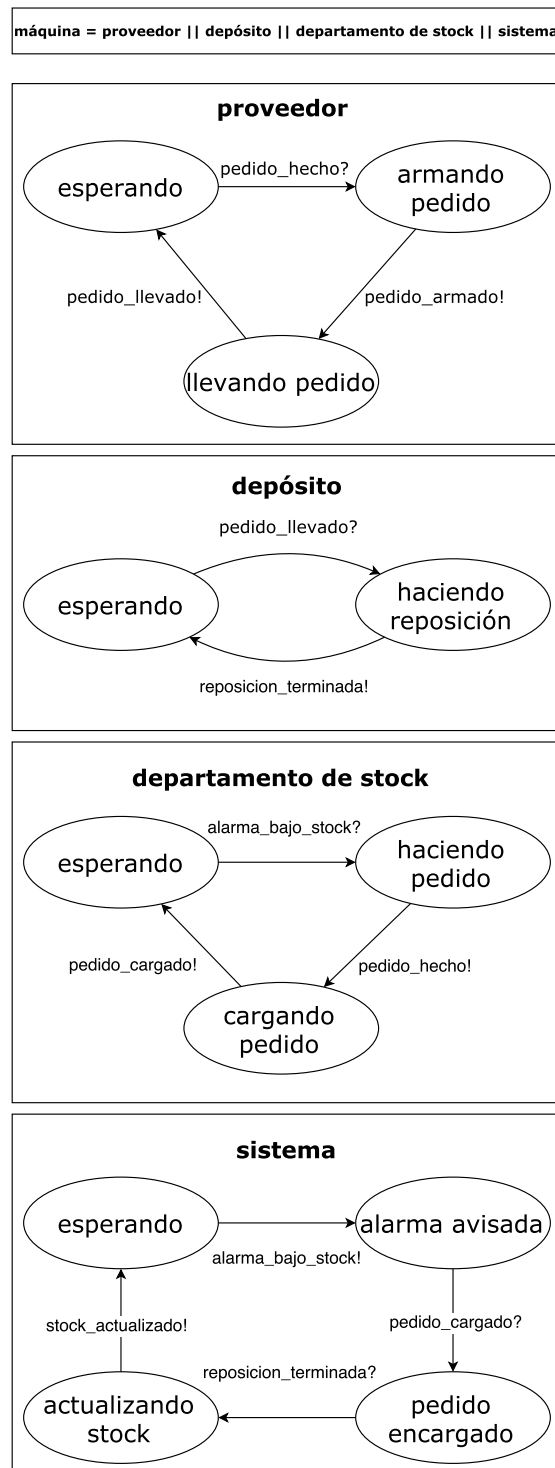 máquina = proveedor || depósito || departamento de stock || sistema
proveedor
esperando
pedido_hecho?
armando
pedido
pedido_llevado!
pedido_armado!
llevando pedido
depósito
pedido_llevado?
esperando
haciendo
reposición
reposicion_terminada!
departamento de stock
alarma_bajo_stock?
esperando
haciendo
pedido
pedido_cargado!
pedido_hecho!
cargando
pedido
sistema
esperando
alarma avisada
alarma_bajo_stock!
stock_actualizado!
pedido_cargado?
reposicion_terminada?
actualizando
stock
pedido
encargado